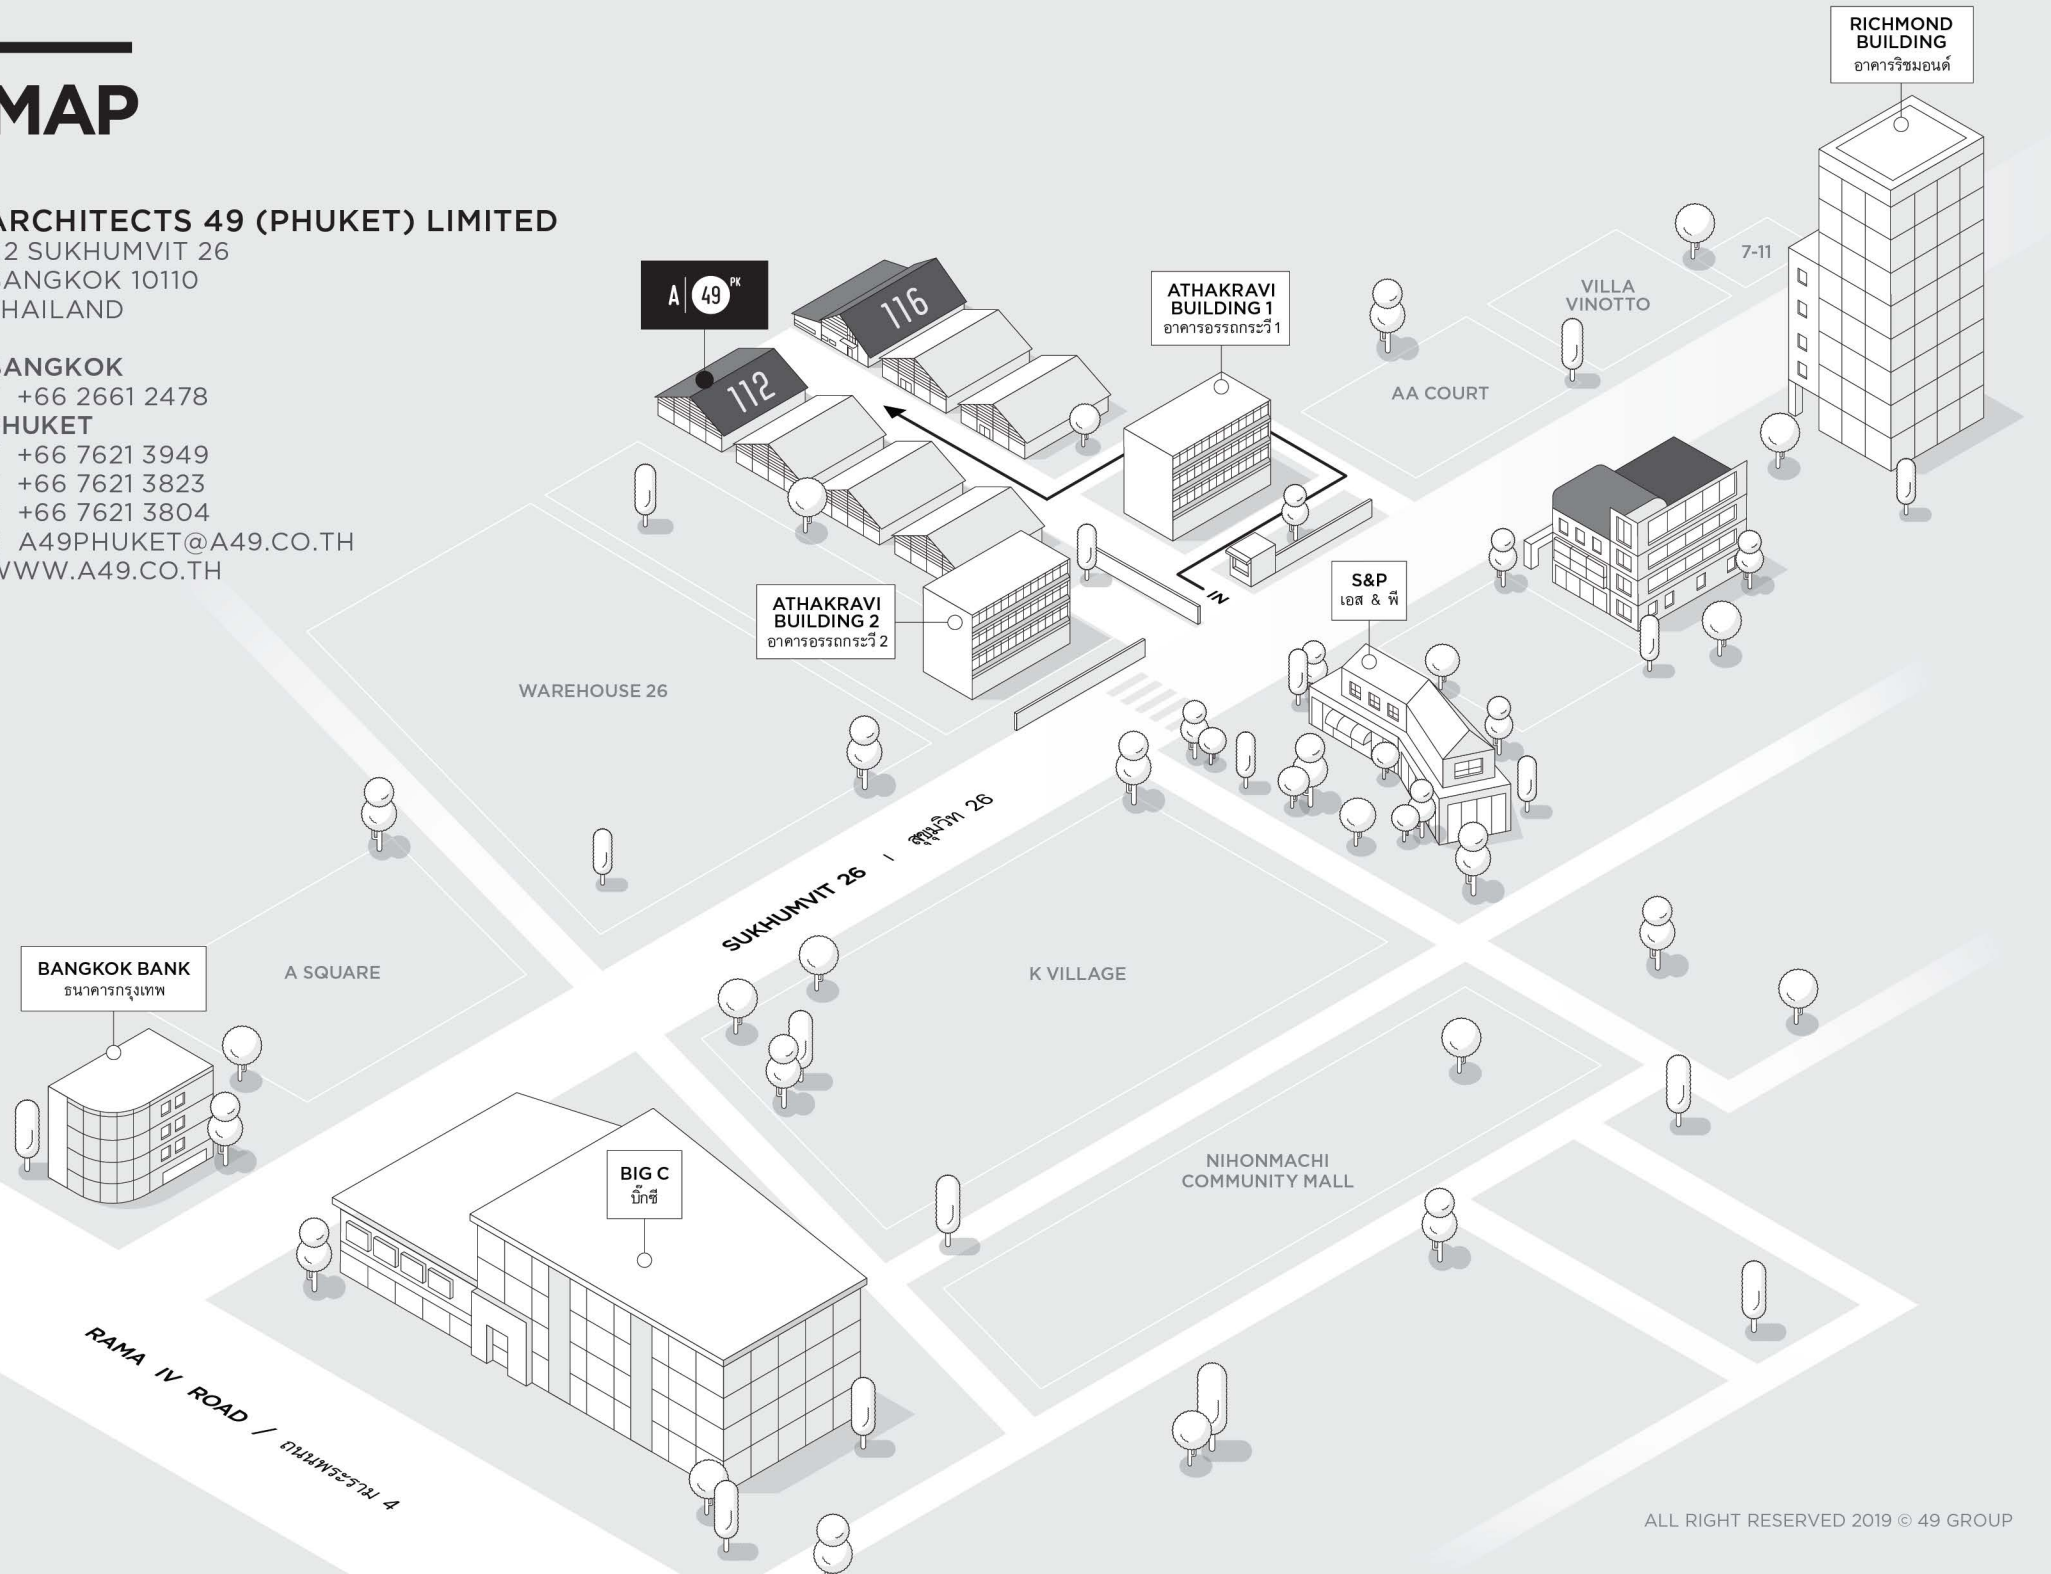 MAP
ARCHITECTS 49 (PHUKET) LIMITED
2 SUKHUMVIT 26
BANGKOK 10110
THAILAND
BANGKOK
+66 2661 2478
PHUKET
+66 7621 3949
+66 7621 3823
+66 7621 3804
A49PHUKET@A49.CO.TH
WWW.A49.CO.TH
RICHMOND
BUILDING
อาคารริชมอนด์
7-11
VILLA
VINOTTO
A 49 PK
116
112
ATHAKRAVI
BUILDING 1
อาคารอรรถกระวี 1
AA COURT
IN
S&P
เอส & พี
ATHAKRAVI
BUILDING 2
อาคารอรรถกระวี 2
WAREHOUSE 26
SUKHUMVIT 26 | สุขุมวิท 26
BANGKOK BANK
ธนาคารกรุงเทพ
A SQUARE
K VILLAGE
BIG C
บิ๊กซี
NIHONMACHI
COMMUNITY MALL
RAMA IV ROAD / ถนนพระราม 4
ALL RIGHT RESERVED 2019 © 49 GROUP